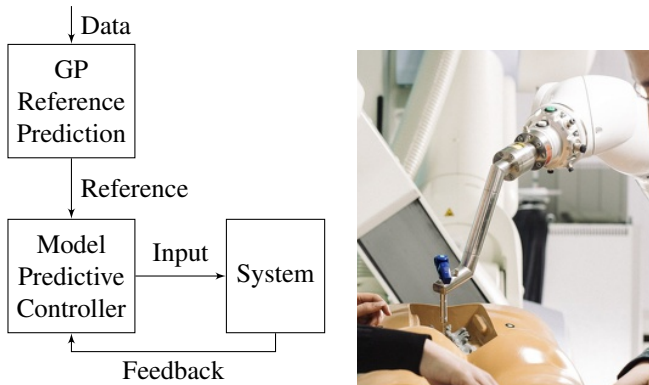 Data
GP
Reference
Prediction
Reference
Model
Predictive
Controller
Input
System
Feedback